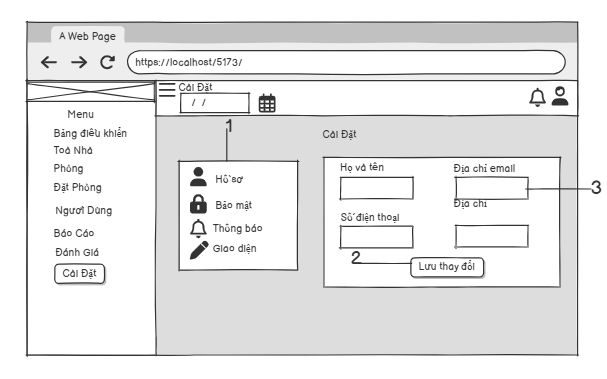 A Web Page
https://localhost/5173/
Cài Đặt
/ /
Menu
Bảng điều khiển
Toà Nhà
Phòng
Đặt Phòng
Người Dùng
Báo Cáo
Đánh Giá
Cài Đặt
1
Hồ sơ
Bảo mật
Thông báo
Giao diện
Cài Đặt
Họ và tên
Địa chỉ email
3
Số điện thoại
Địa chỉ
2
Lưu thay đổi